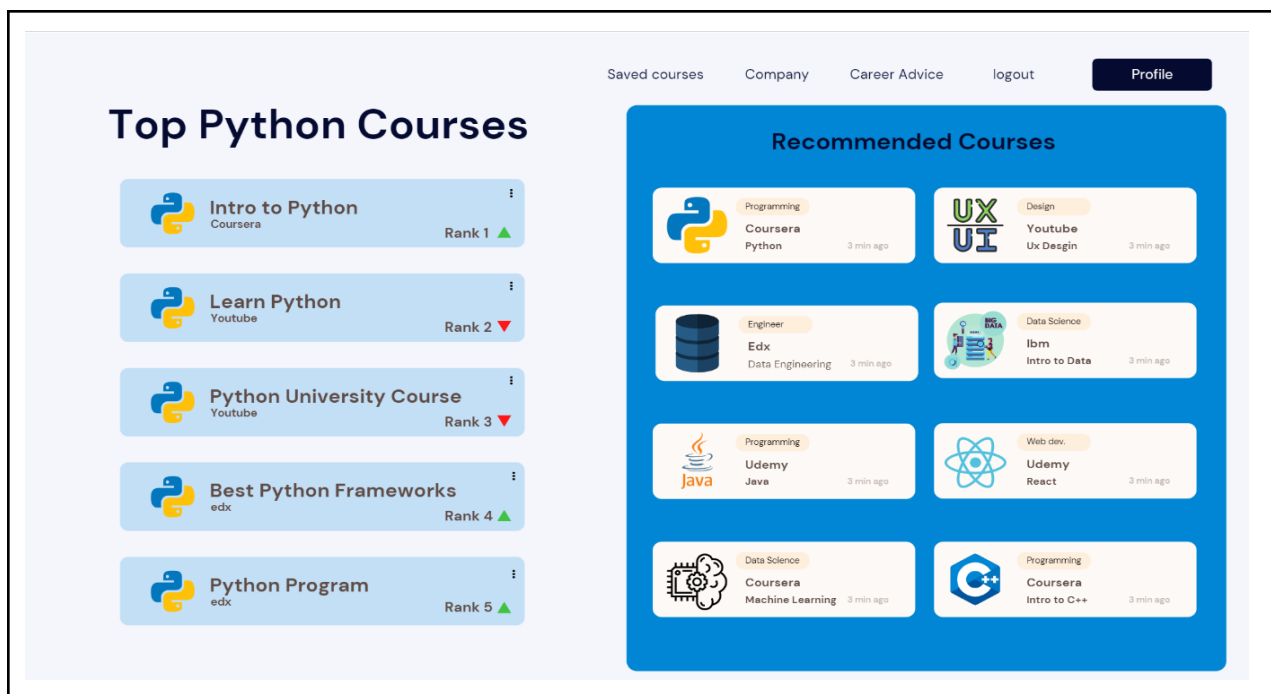 Saved courses
Company
Career Advice
logout
Profile
Top Python Courses
Intro to Python
Coursera
Rank 1
Learn Python
Youtube
Rank 2
Python University Course
Youtube
Rank 3
Best Python Frameworks
edx
Rank 4
Python Program
edx
Rank 5
Recommended Courses
Programming
Coursera
Python
3 min ago
UX
UI
Design
Youtube
Ux Desgin
3 min ago
Engineer
Edx
Data Engineering
3 min ago
BIG
DATA
Data Science
Ibm
Intro to Data
3 min ago
Java
Programming
Udemy
Java
3 min ago
Web dev.
Udemy
React
3 min ago
Data Science
Coursera
Machine Learning
3 min ago
C++
Programming
Coursera
Intro to C++
3 min ago